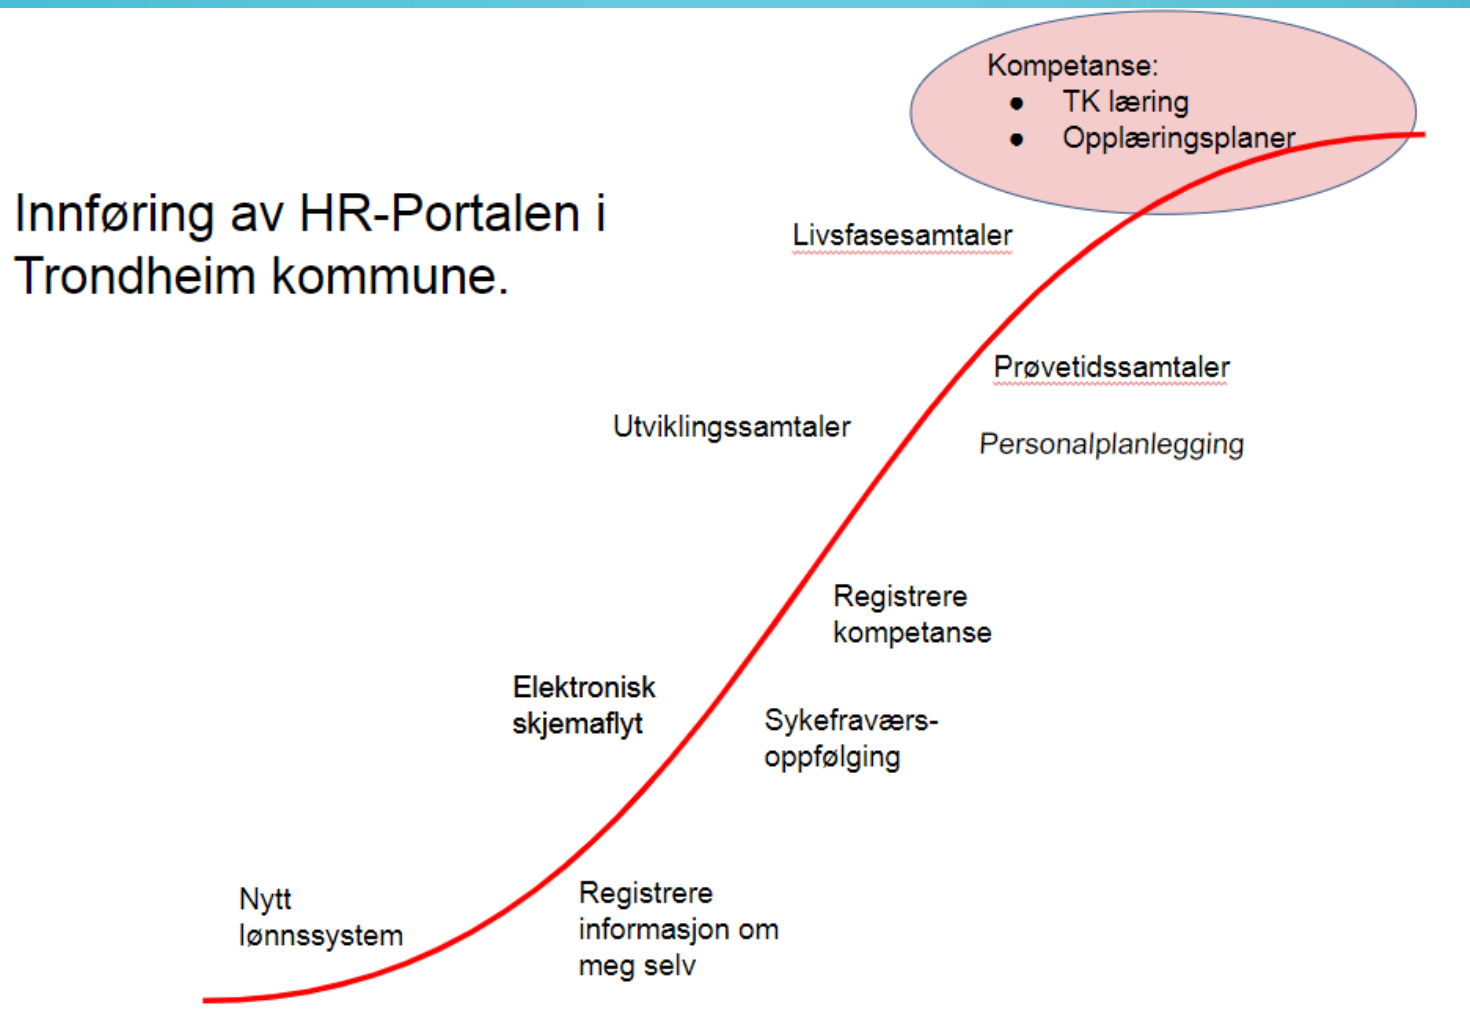 Kompetanse:
● TK læring
● Opplæringsplaner
Innføring av HR-Portalen i
Trondheim kommune.
Livsfasesamtaler
Prøvetidssamtaler
Utviklingssamtaler
Personalplanlegging
Registrere
kompetanse
Elektronisk
skjemaflyt
Sykefraværs-
oppfølging
Nytt
lønnssystem
Registrere
informasjon om
meg selv